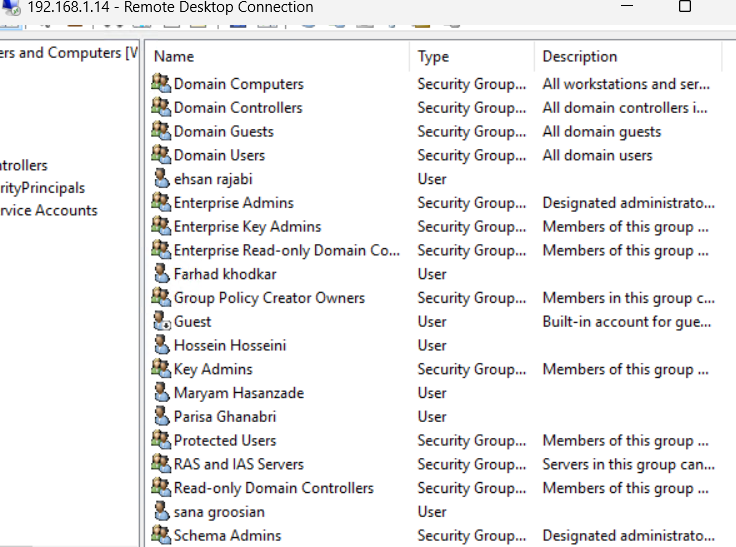 192.168.1.14 - Remote Desktop Connection
ers and Computers [V
Name Type Description
Domain Computers Security Group... All workstations and ser...
Domain Controllers Security Group... All domain controllers i...
Domain Guests Security Group... All domain guests
Domain Users Security Group... All domain users
ntrollers
ehsan rajabi User
rityPrincipals
Enterprise Admins Security Group... Designated administrato...
rvice Accounts
Enterprise Key Admins Security Group... Members of this group ...
Enterprise Read-only Domain Co... Security Group... Members of this group ...
Farhad khodkar User
Group Policy Creator Owners Security Group... Members in this group c...
Guest User Built-in account for gue...
Hossein Hosseini User
Key Admins Security Group... Members of this group ...
Maryam Hasanzade User
Parisa Ghanabri User
Protected Users Security Group... Members of this group ...
RAS and IAS Servers Security Group... Servers in this group can...
Read-only Domain Controllers Security Group... Members of this group ...
sana groosian User
Schema Admins Security Group... Designated administrato...